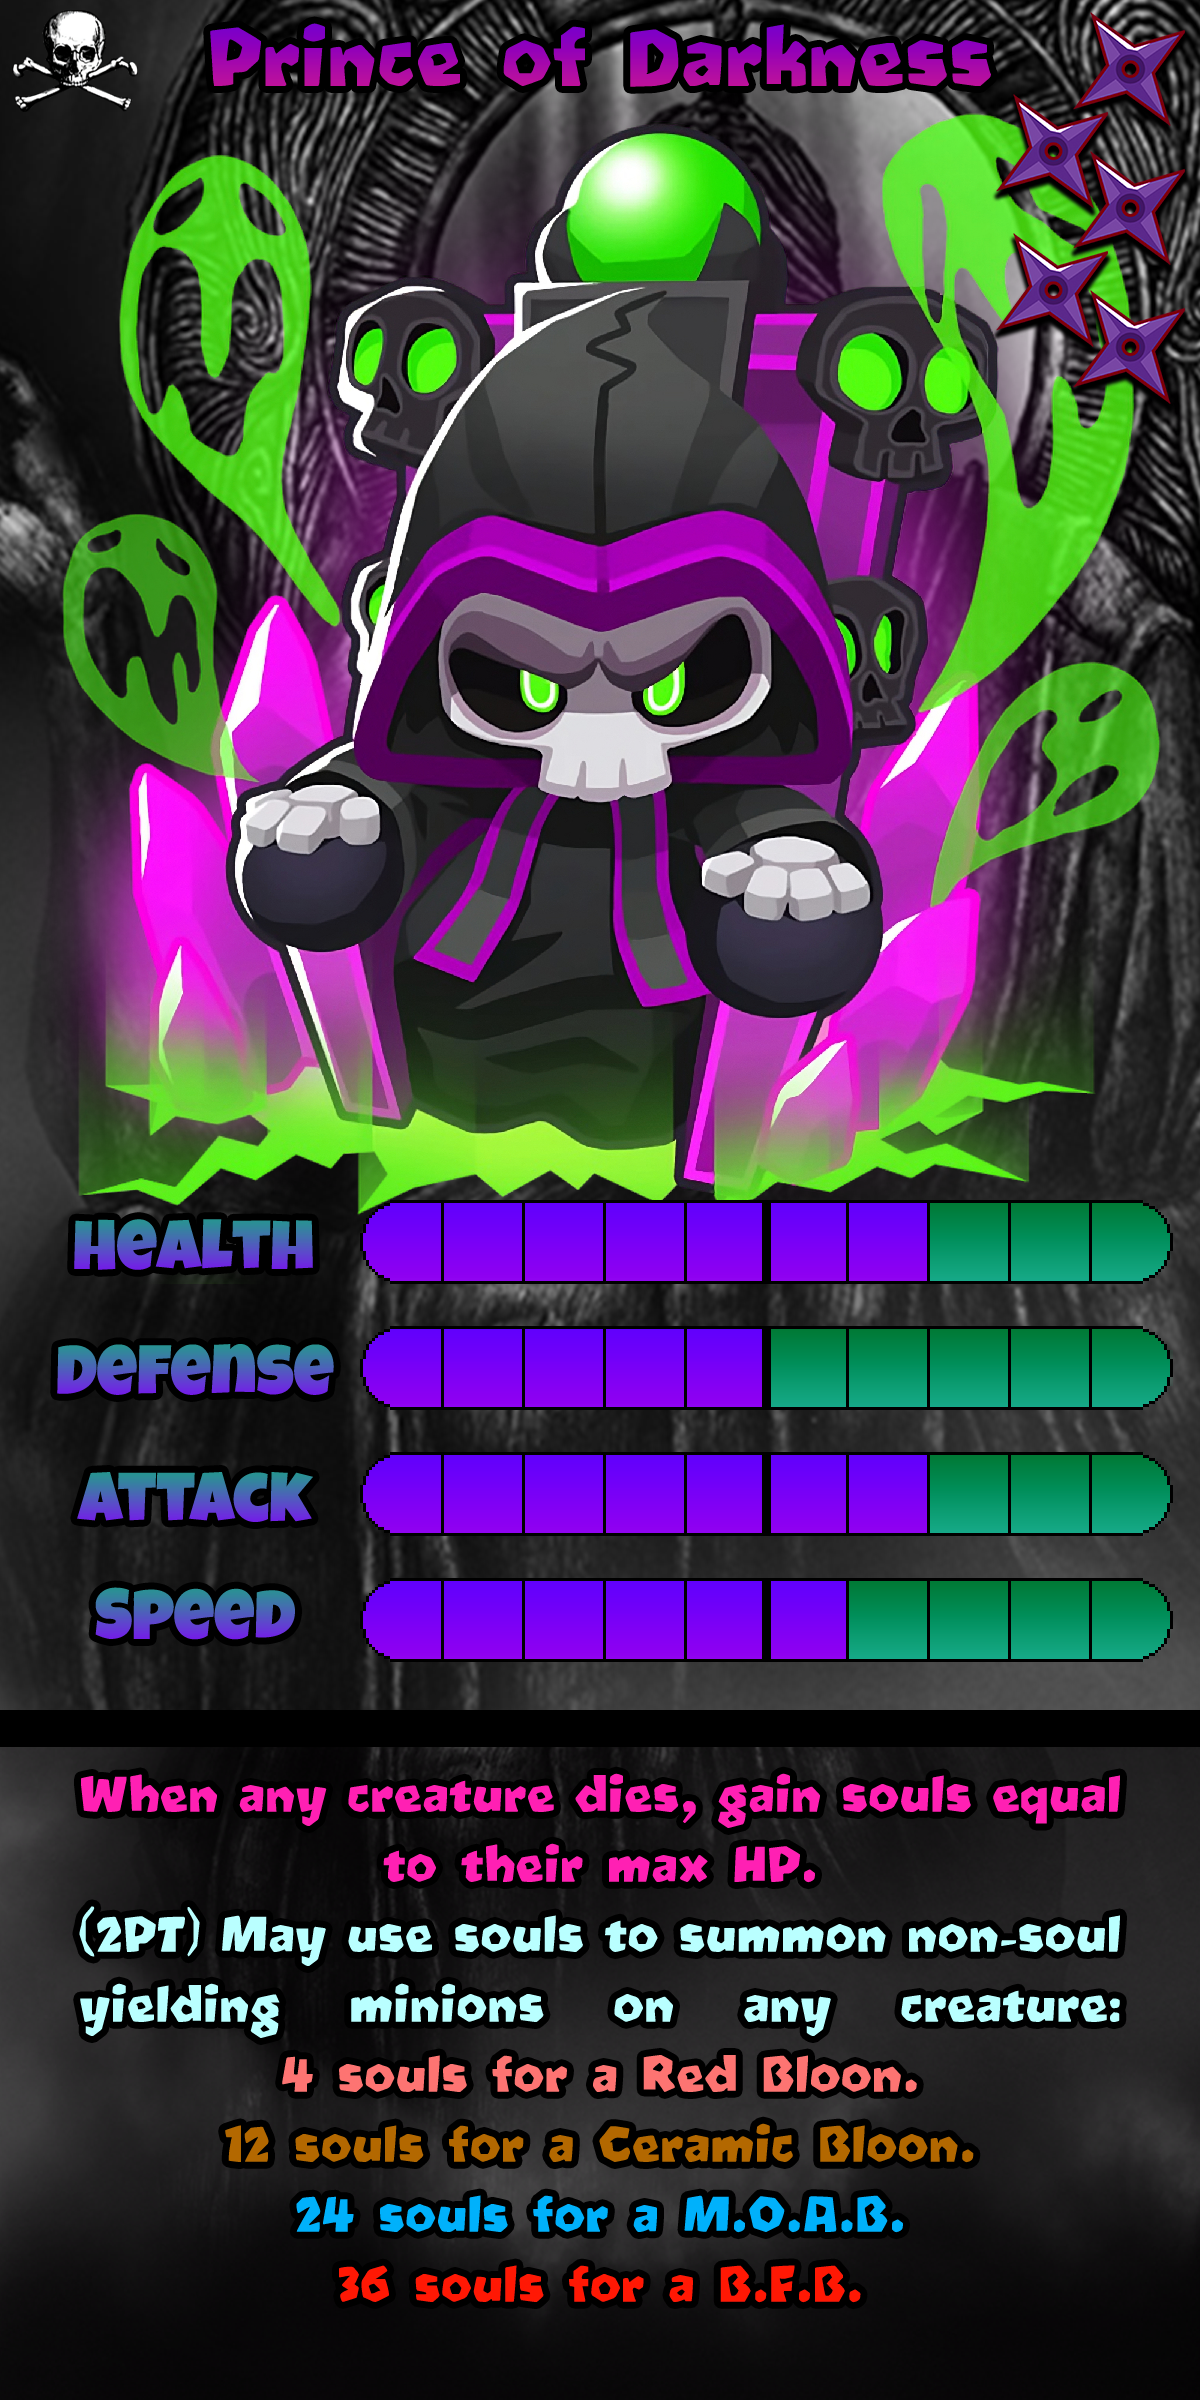 Prince of Darkness
HEALTH
DEFENSE
ATTACK
SPEED
When any creature dies, gain souls equal
to their max HP.
(2PT) May use souls to summon non-soul
yielding minions on any creature:
4 souls for a Red Bloon.
12 souls for a Ceramic Bloon.
24 souls for a M.O.A.B.
36 souls for a B.F.B.